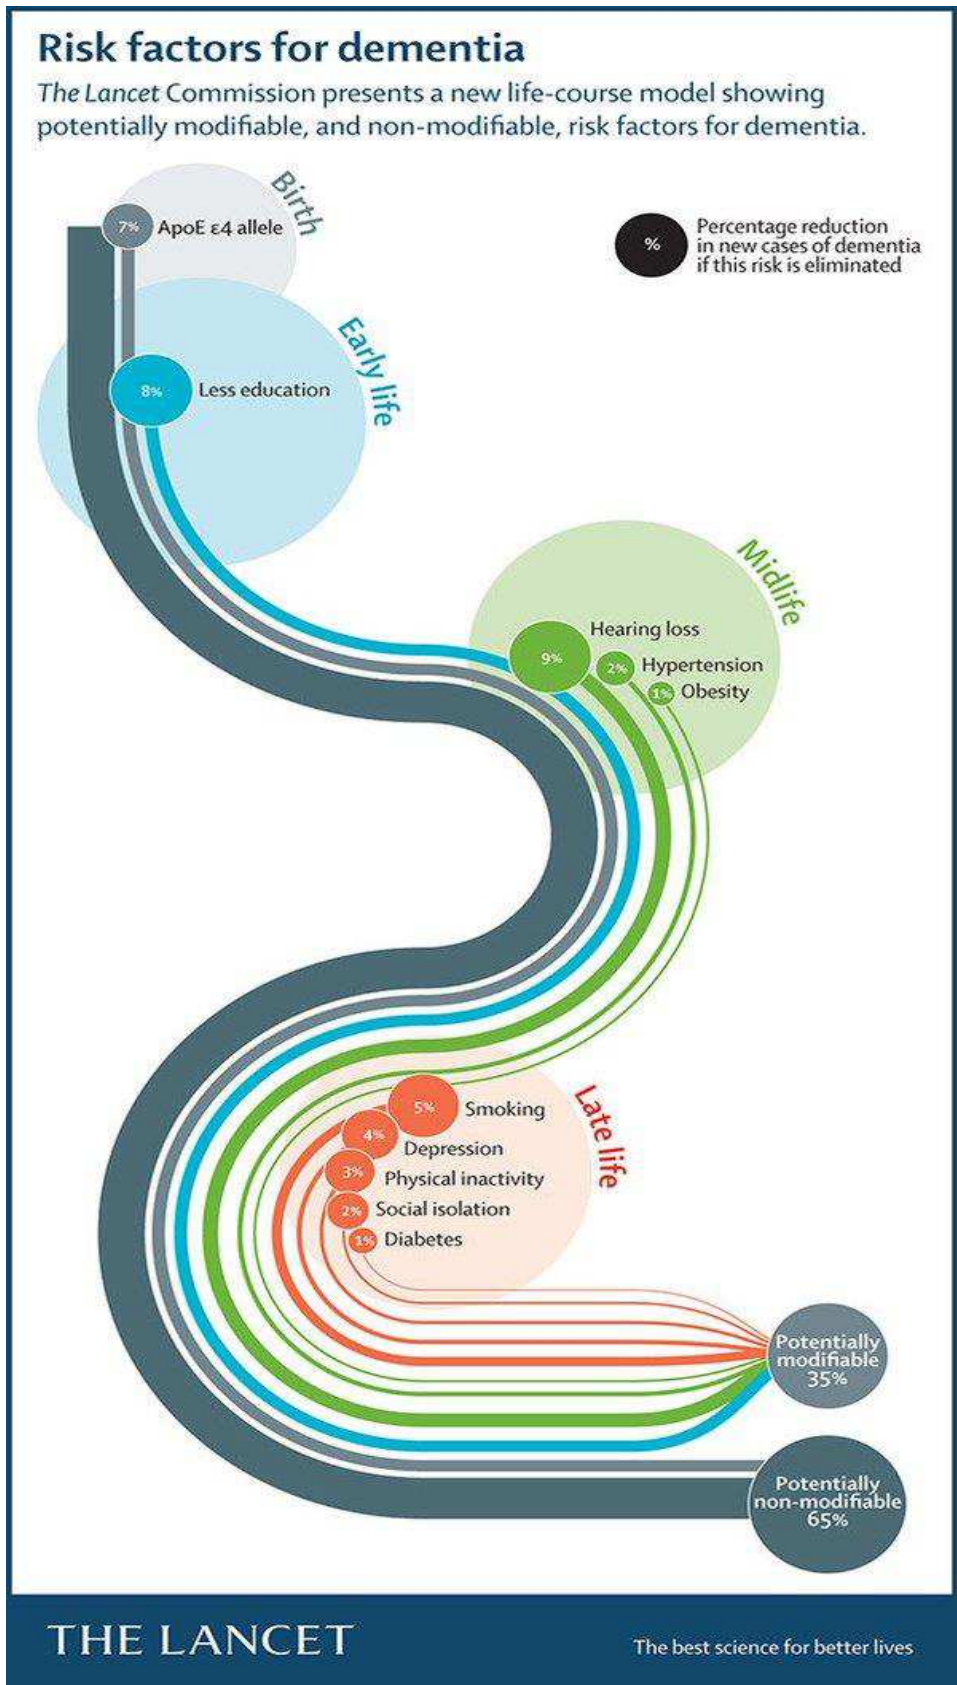 Risk factors for dementia
The Lancet Commission presents a new life-course model showing
potentially modifiable, and non-modifiable, risk factors for dementia.
Birth
7%
ApoE ε4 allele
%
Percentage reduction
in new cases of dementia
if this risk is eliminated
Early life
8%
Less education
Midlife
Hearing loss
9%
2%
Hypertension
1%
Obesity
Late life
5%
Smoking
4%
Depression
3%
Physical inactivity
2%
Social isolation
1%
Diabetes
Potentially
modifiable
35%
Potentially
non-modifiable
65%
THE LANCET
The best science for better lives